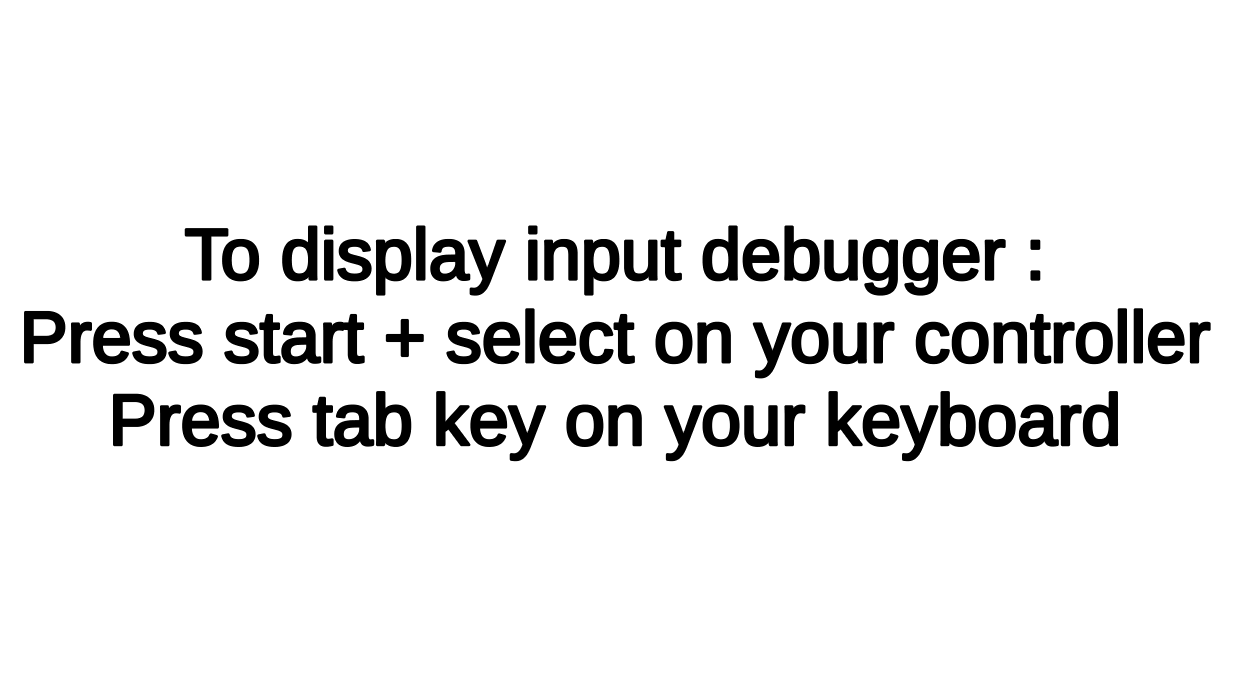 To display input debugger :
Press start + select on your controller
Press tab key on your keyboard